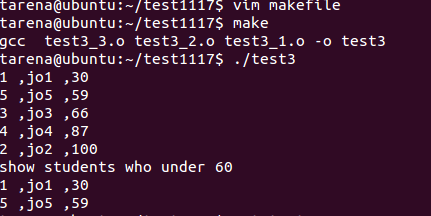 tarena@ubuntu:~/test1117$ vim makefile
tarena@ubuntu:~/test1117$ make
gcc  test3_3.o test3_2.o test3_1.o -o test3
tarena@ubuntu:~/test1117$ ./test3
1 ,jo1 ,30
5 ,jo5 ,59
3 ,jo3 ,66
4 ,jo4 ,87
2 ,jo2 ,100
show students who under 60
1 ,jo1 ,30
5 ,jo5 ,59